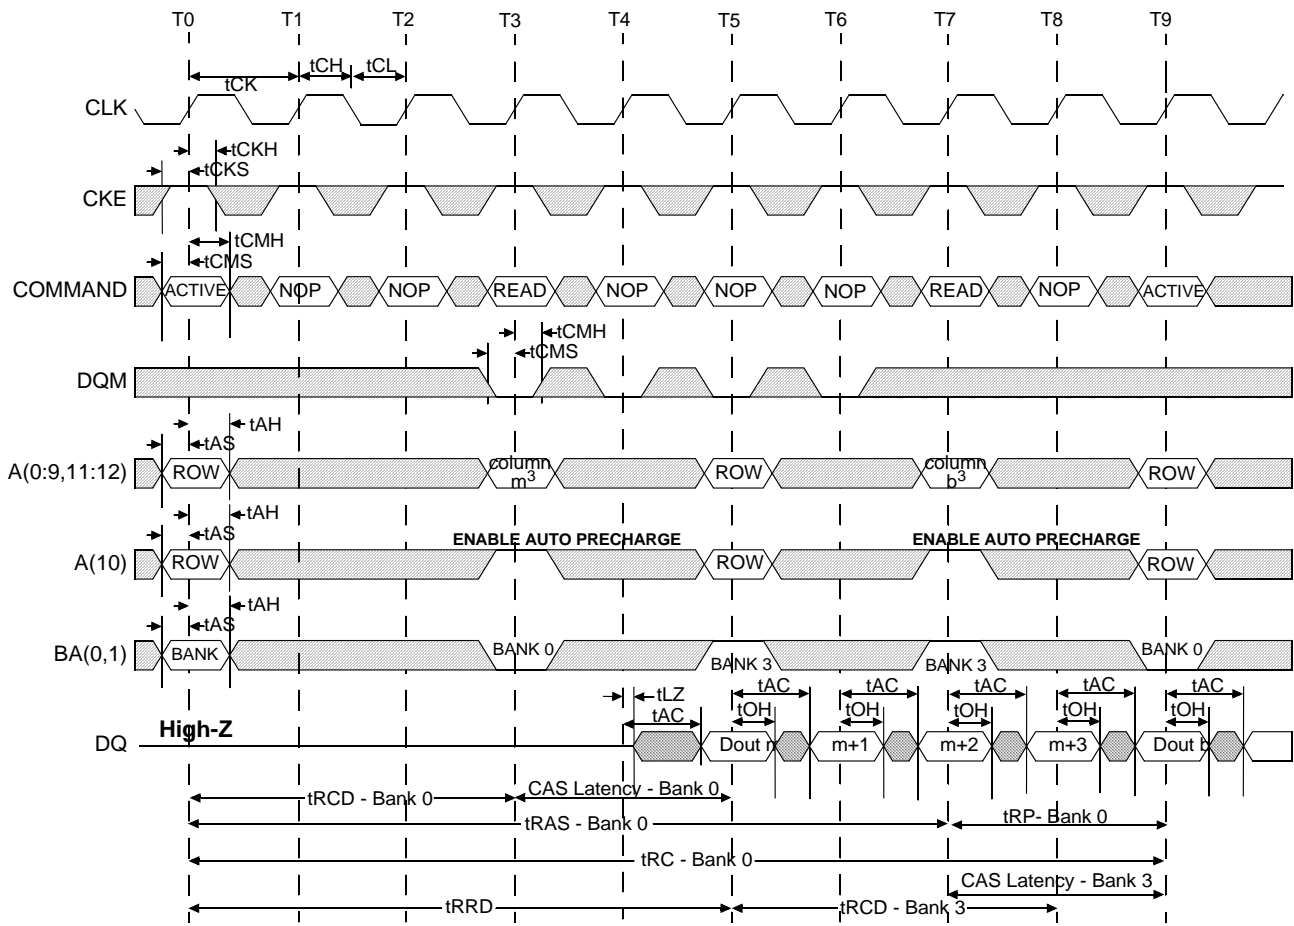 T0 T1 T2 T3 T4 T5 T6 T7 T8 T9
tCK tCH tCL
CLK
tCKH
tCKS
CKE
tCMH
tCMS
COMMAND ACTIVE NOP NOP READ NOP NOP NOP READ NOP ACTIVE
tCMH
tCMS
DQM
tAH
tAS
A(0:9,11:12) ROW column m3 ROW column b3 ROW
tAH
tAS
ENABLE AUTO PRECHARGE ENABLE AUTO PRECHARGE
A(10) ROW ROW ROW
tAH
tAS
BA(0,1) BANK BANK 0 BANK 3 BANK 3 BANK 0
tLZ tAC tAC tAC tAC tAC
tAC tOH tOH tOH tOH tOH
High-Z
DQ Dout m m+1 m+2 m+3 Dout b
tRCD - Bank 0 CAS Latency - Bank 0
tRAS - Bank 0 tRP- Bank 0
tRC - Bank 0
CAS Latency - Bank 3
tRRD tRCD - Bank 3